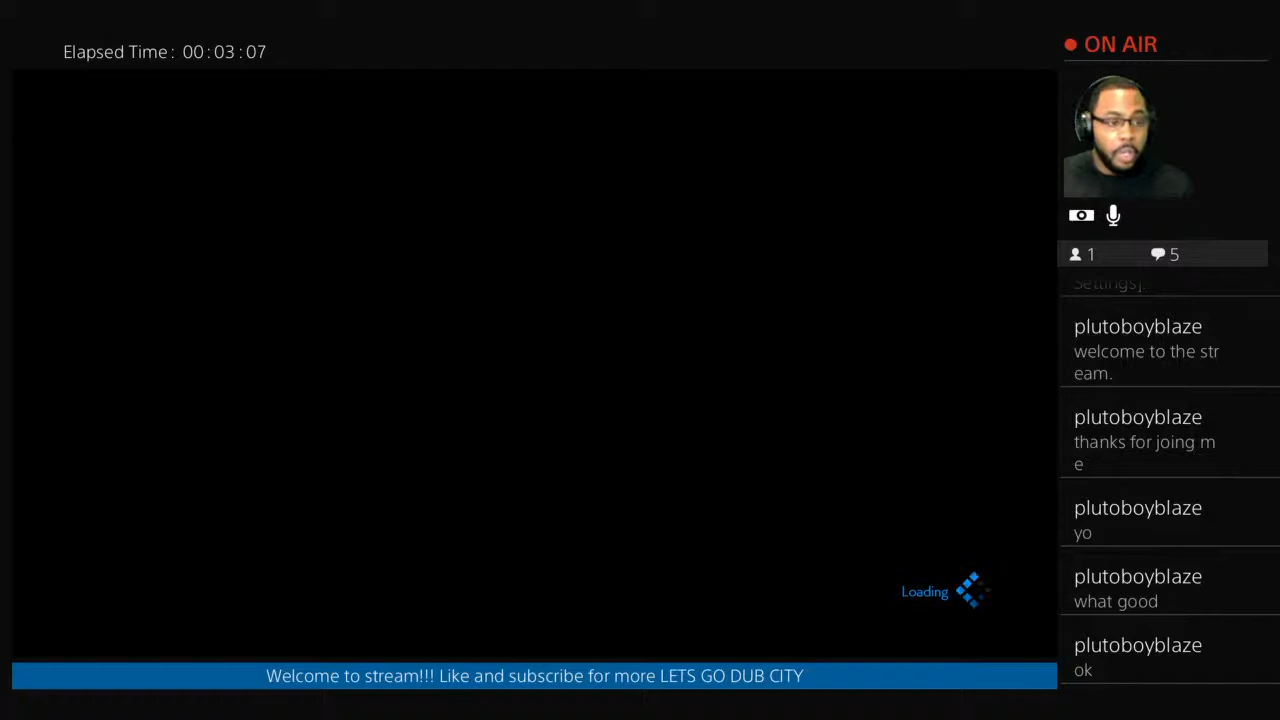 Elapsed Time: 00:03:07
ON AIR
1 5
Settings].
plutoboyblaze
welcome to the str
eam.
plutoboyblaze
thanks for joing m
e
plutoboyblaze
yo
plutoboyblaze
what good
plutoboyblaze
ok
Loading
Welcome to stream!!! Like and subscribe for more LETS GO DUB CITY